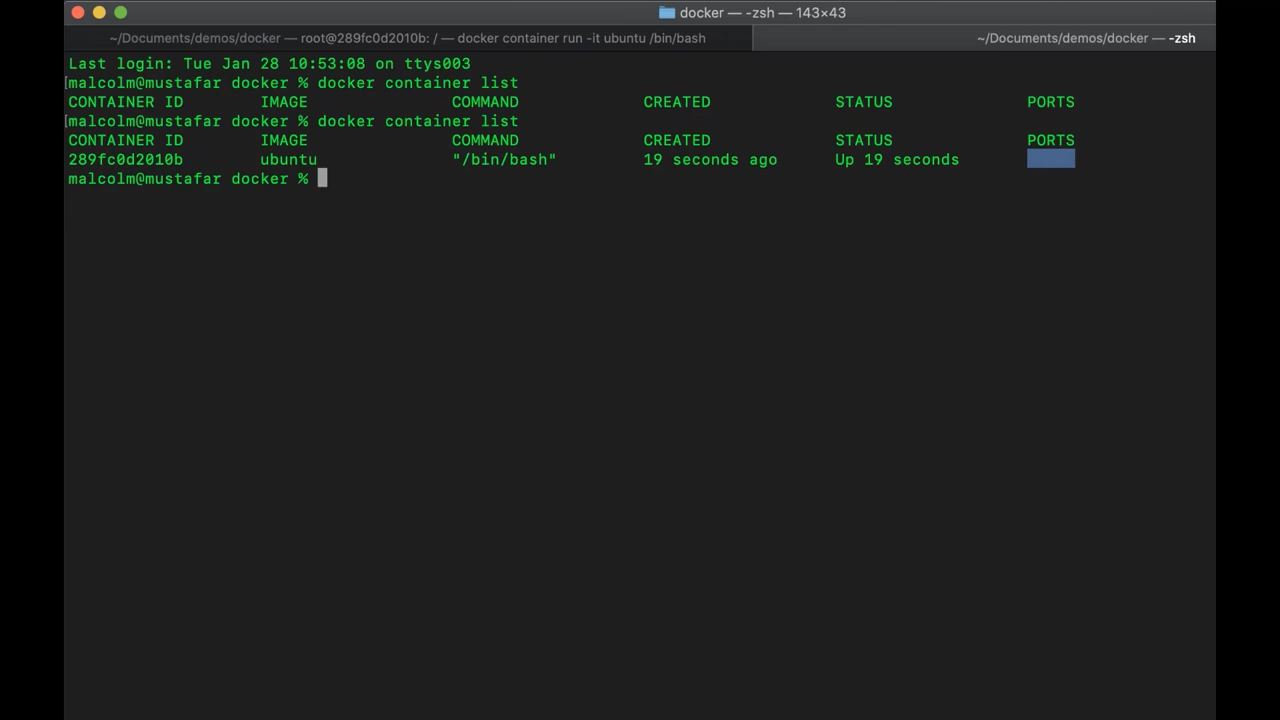 docker — -zsh — 143×43
~/Documents/demos/docker — root@289fc0d2010b: / — docker container run -it ubuntu /bin/bash ~/Documents/demos/docker — -zsh
Last login: Tue Jan 28 10:53:08 on ttys003
[malcolm@mustafar docker % docker container list
CONTAINER ID IMAGE COMMAND CREATED STATUS PORTS
[malcolm@mustafar docker % docker container list
CONTAINER ID IMAGE COMMAND CREATED STATUS PORTS
289fc0d2010b ubuntu "/bin/bash" 19 seconds ago Up 19 seconds
malcolm@mustafar docker %